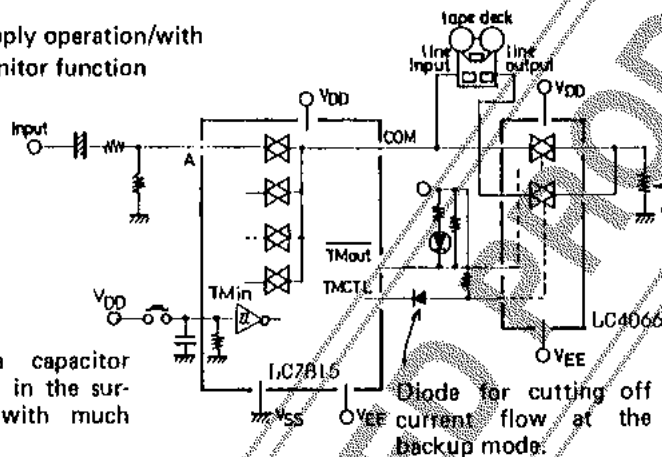 pply operation/with
nitor function
tape deck
line input
line output
VDD
VDD
Input
COM
A
TMout
TMin
TMCTL
VDD
LC4066
a capacitor
in the sur-
with much
LC7815
VSS
VEE
VEE
Diode for cutting off
current flow at the
backup mode.